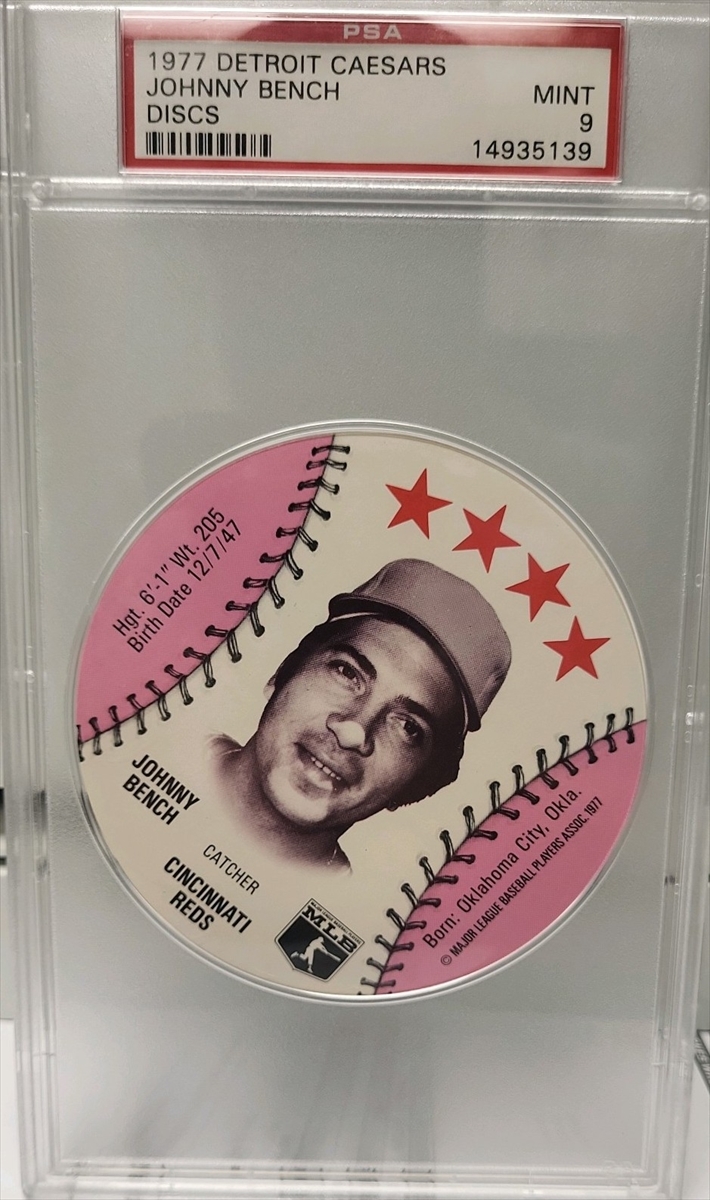 PSA
1977 DETROIT CAESARS
JOHNNY BENCH
MINT
DISCS
9
14935139
Hgt. 6'-1" Wt. 205
Birth Date 12/7/47
JOHNNY
BENCH
CATCHER
CINCINNATI
REDS
MLB
Born: Oklahoma City, Okla.
© MAJOR LEAGUE BASEBALL PLAYERS ASSOC. 1977